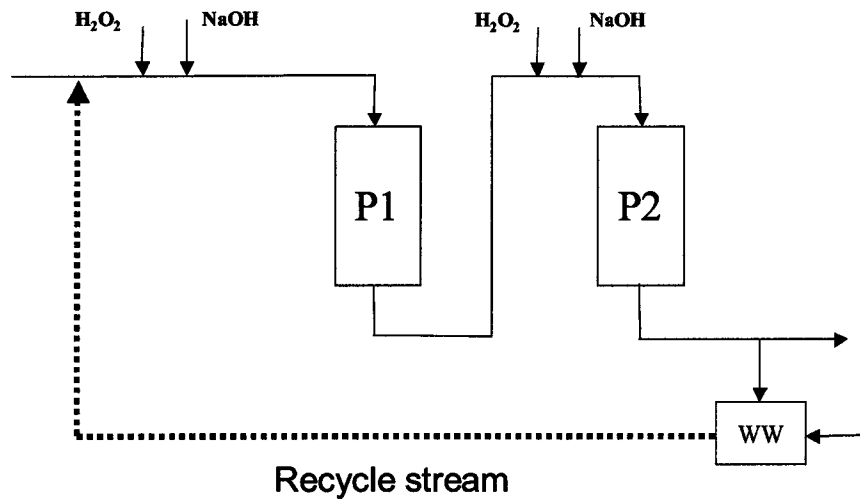 H₂O₂ NaOH H₂O₂ NaOH
P1 P2
WW
Recycle stream